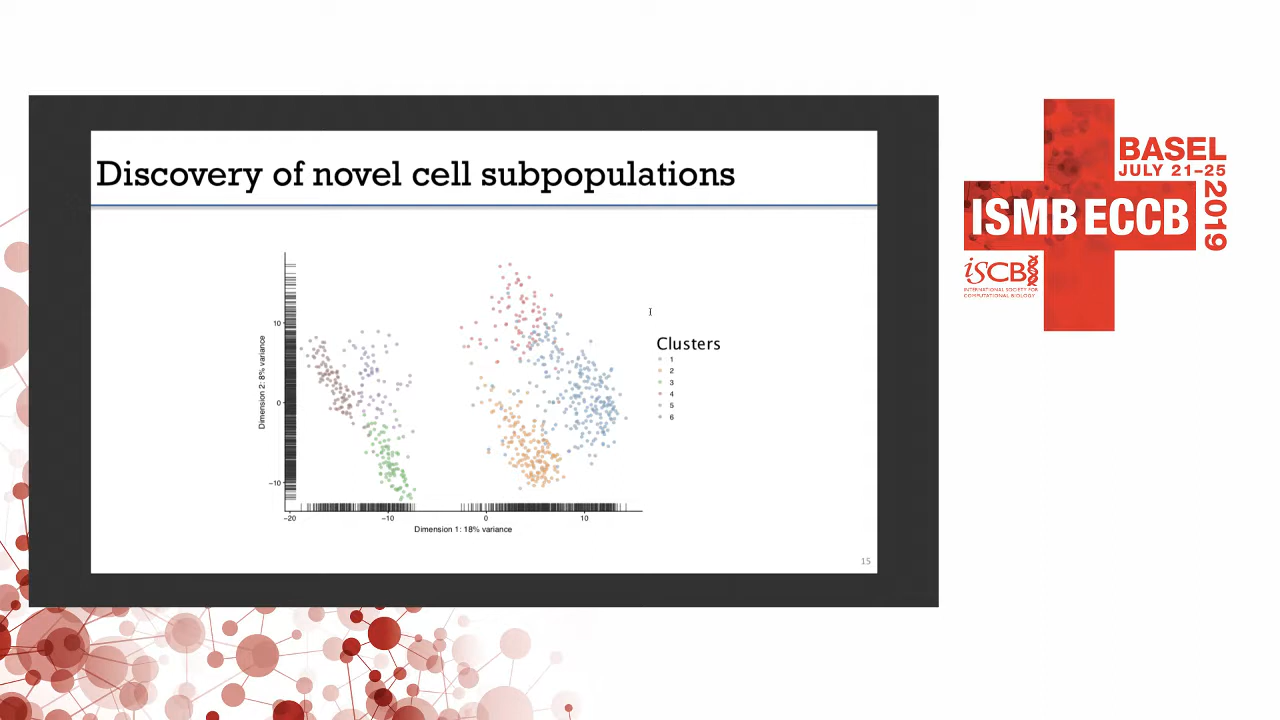 Discovery of novel cell subpopulations
10
0
−10
Dimension 2: 8% variance
−20
−10
0
10
Dimension 1: 18% variance
Clusters
1
2
3
4
5
6
15
BASEL
JULY 21–25
2019
ISMB ECCB
ISCB
INTERNATIONAL SOCIETY FOR
COMPUTATIONAL BIOLOGY